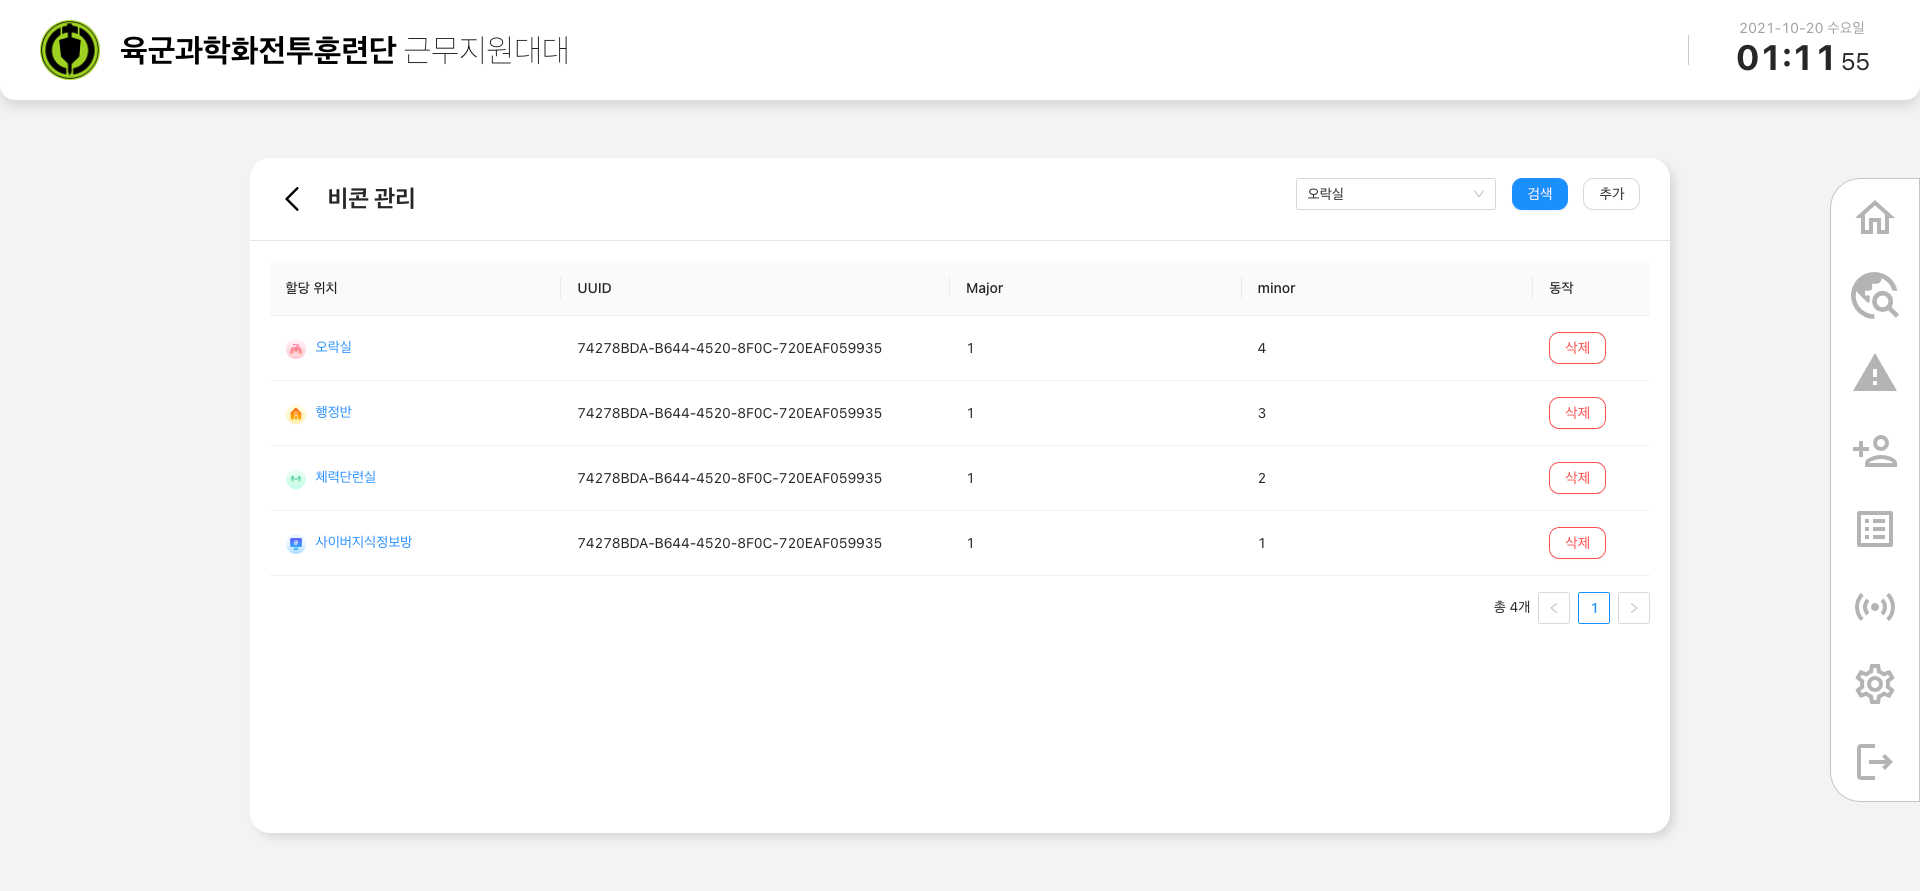 육군과학화전투훈련단 근무지원대대
2021-10-20 수요일
01:11 55
비콘 관리
오락실
검색
추가
할당 위치 UUID Major minor 동작
오락실 74278BDA-B644-4520-8F0C-720EAF059935 1 4 삭제
행정반 74278BDA-B644-4520-8F0C-720EAF059935 1 3 삭제
체력단련실 74278BDA-B644-4520-8F0C-720EAF059935 1 2 삭제
사이버지식정보방 74278BDA-B644-4520-8F0C-720EAF059935 1 1 삭제
총 4개 < 1 >